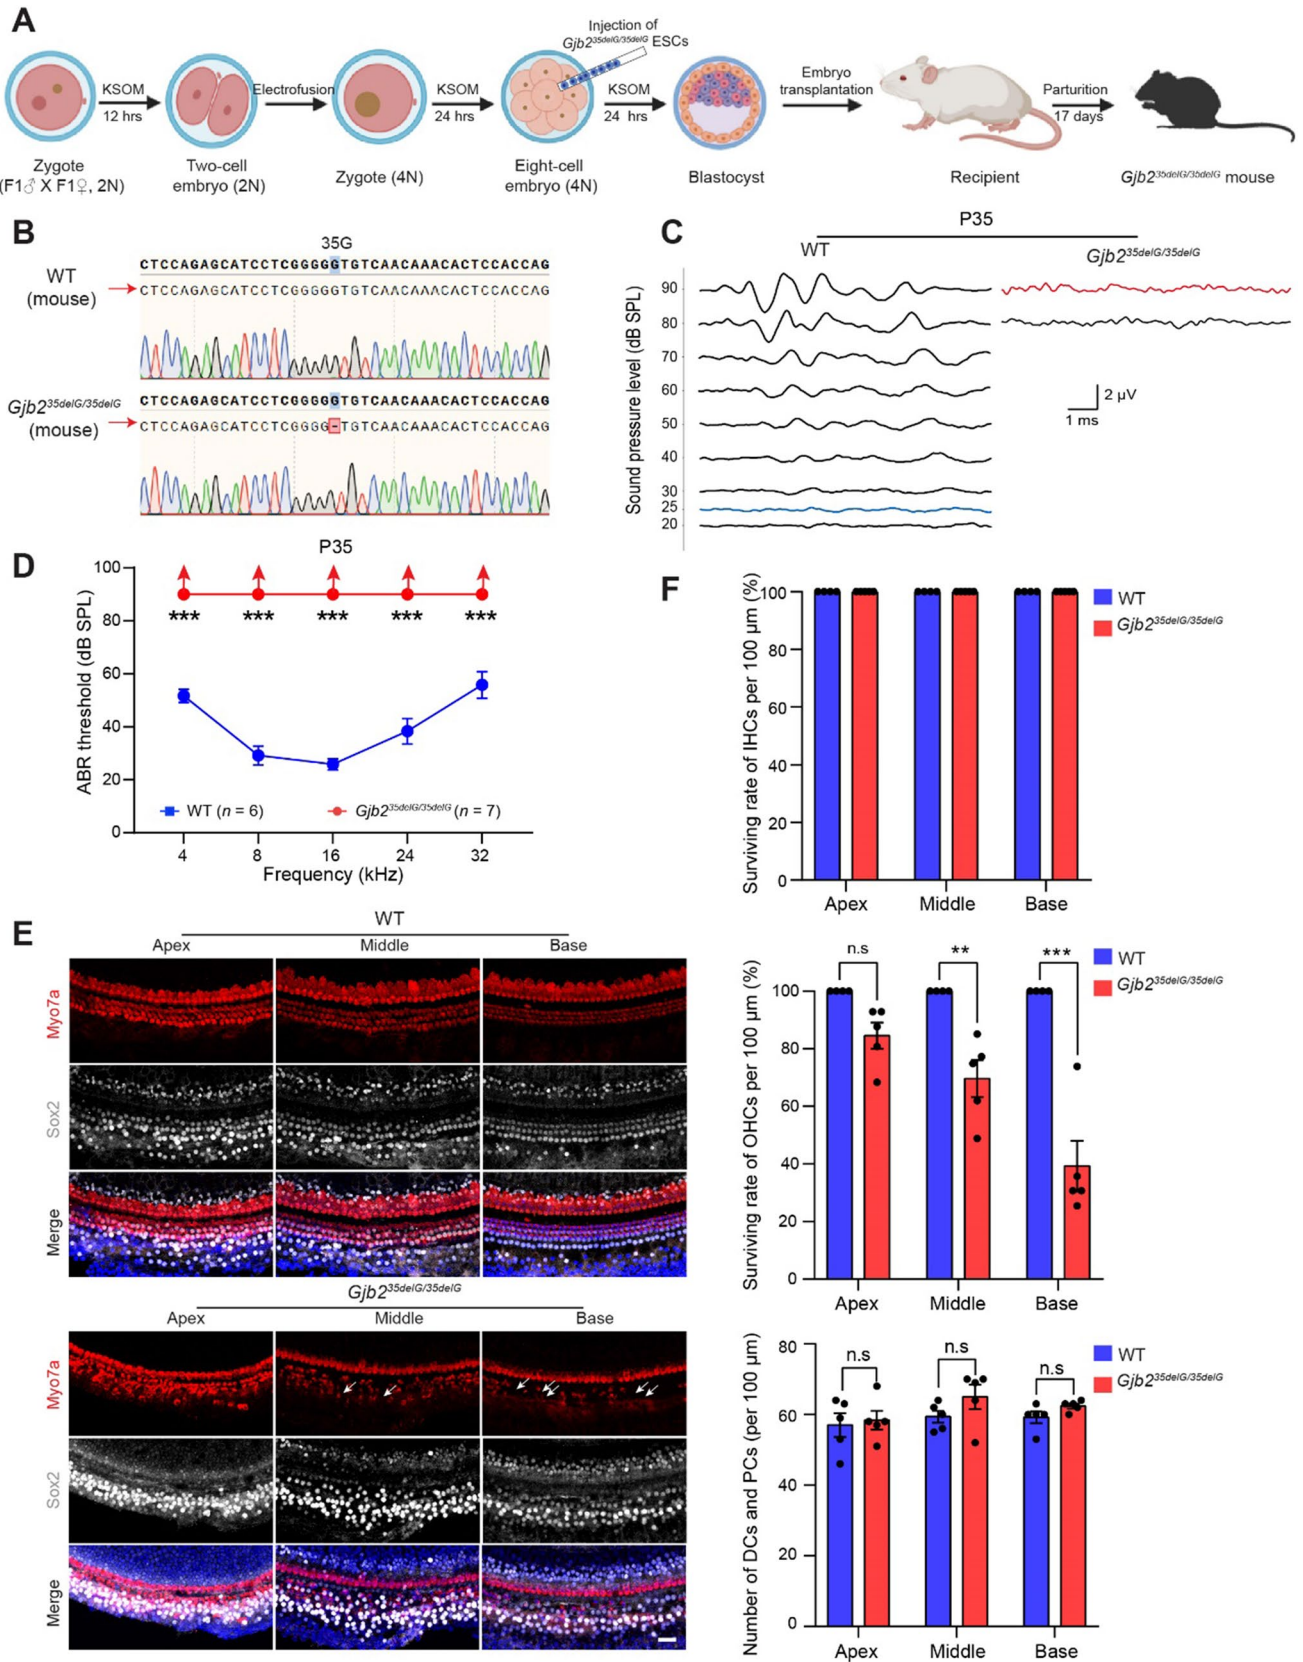 A
Injection of
Gjb2 35delG/35delG ESCs
KSOM
12 hrs
Electrofusion
KSOM
24 hrs
KSOM
24 hrs
Embryo
transplantation
Parturition
17 days
Zygote
(F1♂ X F1♀, 2N)
Two-cell
embryo (2N)
Zygote (4N)
Eight-cell
embryo (4N)
Blastocyst
Recipient
Gjb2 35delG/35delG mouse
B
35G
CTCCAGAGCATCCTCGGGGGGTGTCAACAAACACTCCACCAG
WT
(mouse)
CTCCAGAGCATCCTCGGGGGGTGTCAACAAACACTCCACCAG
CTCCAGAGCATCCTCGGGGGGTGTCAACAAACACTCCACCAG
Gjb2 35delG/35delG
(mouse)
CTCCAGAGCATCCTCGGGG-TGTCAACAAACACTCCACCAG
C
P35
WT
Gjb2 35delG/35delG
Sound pressure level (dB SPL)
90
80
70
60
50
40
30
25
20
2 µV
1 ms
D
P35
ABR threshold (dB SPL)
100
80
60
40
20
0
*** *** *** *** ***
WT (n = 6)
Gjb2 35delG/35delG (n = 7)
4 8 16 24 32
Frequency (kHz)
E
WT
Apex Middle Base
Myo7a
Sox2
Merge
Gjb2 35delG/35delG
Apex Middle Base
Myo7a
Sox2
Merge
F
Surviving rate of IHCs per 100 µm (%)
100
80
60
40
20
0
Apex Middle Base
WT
Gjb2 35delG/35delG
Surviving rate of OHCs per 100 µm (%)
100
80
60
40
20
0
n.s ** ***
Apex Middle Base
WT
Gjb2 35delG/35delG
Number of DCs and PCs (per 100 µm)
80
60
40
20
0
n.s n.s n.s
Apex Middle Base
WT
Gjb2 35delG/35delG